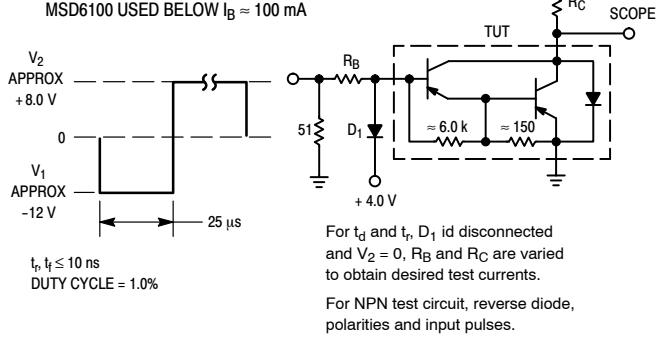 MSD6100 USED BELOW I_B ≈ 100 mA
R_C
SCOPE
TUT
V_2
APPROX
+8.0 V
0
V_1
APPROX
-12 V
25 μs
t_r, t_f ≤ 10 ns
DUTY CYCLE = 1.0%
R_B
51
D_1
≈ 6.0 k
≈ 150
+ 4.0 V
For t_d and t_r, D_1 id disconnected
and V_2 = 0, R_B and R_C are varied
to obtain desired test currents.
For NPN test circuit, reverse diode,
polarities and input pulses.